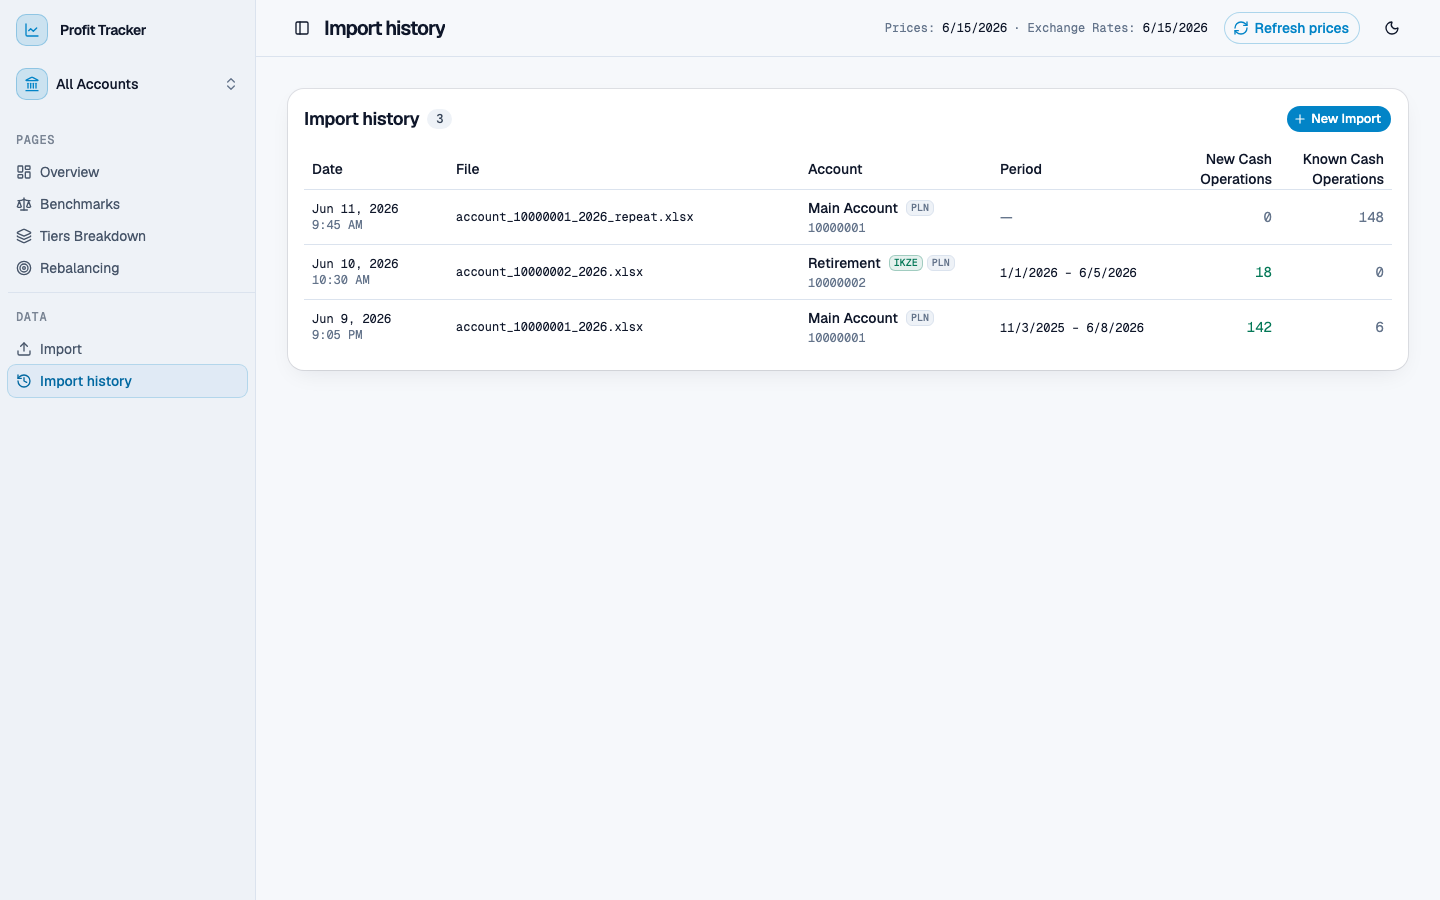 Profit Tracker
All Accounts
PAGES
Overview
Benchmarks
Tiers Breakdown
Rebalancing
DATA
Import
Import history
Import history
Prices: 6/15/2026 · Exchange Rates: 6/15/2026
Refresh prices
Import history 3
New Import
Date File Account Period New Cash Operations Known Cash Operations
Jun 11, 2026
9:45 AM
account_10000001_2026_repeat.xlsx
Main Account PLN
10000001
—
0
148
Jun 10, 2026
10:30 AM
account_10000002_2026.xlsx
Retirement IKZE PLN
10000002
1/1/2026 – 6/5/2026
18
0
Jun 9, 2026
9:05 PM
account_10000001_2026.xlsx
Main Account PLN
10000001
11/3/2025 – 6/8/2026
142
6